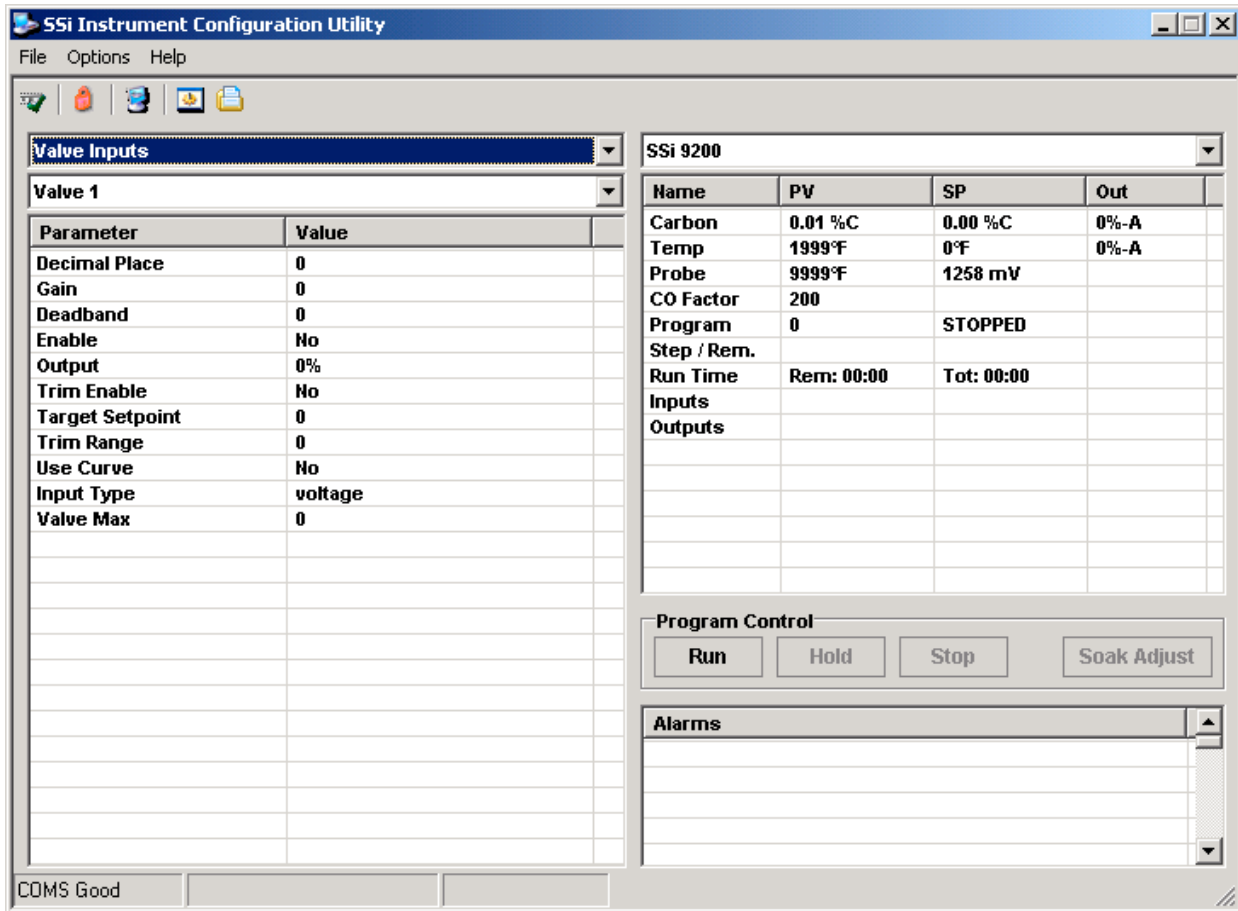 SSi Instrument Configuration Utility
File Options Help
Valve Inputs
Valve 1
Parameter Value
Decimal Place 0
Gain 0
Deadband 0
Enable No
Output 0%
Trim Enable No
Target Setpoint 0
Trim Range 0
Use Curve No
Input Type voltage
Valve Max 0
SSi 9200
Name PV SP Out
Carbon 0.01 %C 0.00 %C 0%-A
Temp 1999°F 0°F 0%-A
Probe 9999°F 1258 mV
CO Factor 200
Program 0 STOPPED
Step / Rem.
Run Time Rem: 00:00 Tot: 00:00
Inputs
Outputs
Program Control
Run Hold Stop Soak Adjust
Alarms
COMS Good